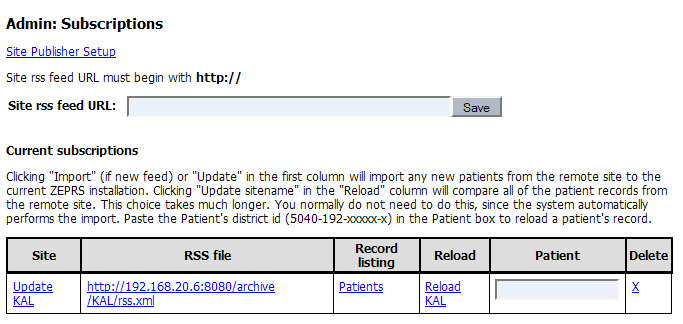 Admin: Subscriptions
Site Publisher Setup
Site rss feed URL must begin with http://
Site rss feed URL:
Save
Current subscriptions
Clicking "Import" (if new feed) or "Update" in the first column will import any new patients from the remote site to the
current ZEPRS installation. Clicking "Update sitename" in the "Reload" column will compare all of the patient records from
the remote site. This choice takes much longer. You normally do not need to do this, since the system automatically
performs the import. Paste the Patient's district id (5040-192-xxxxx-x) in the Patient box to reload a patient's record.
Site RSS file Record listing Reload Patient Delete
Update KAL
http://192.168.20.6:8080/archive
/KAL/rss.xml
Patients
Reload KAL
X